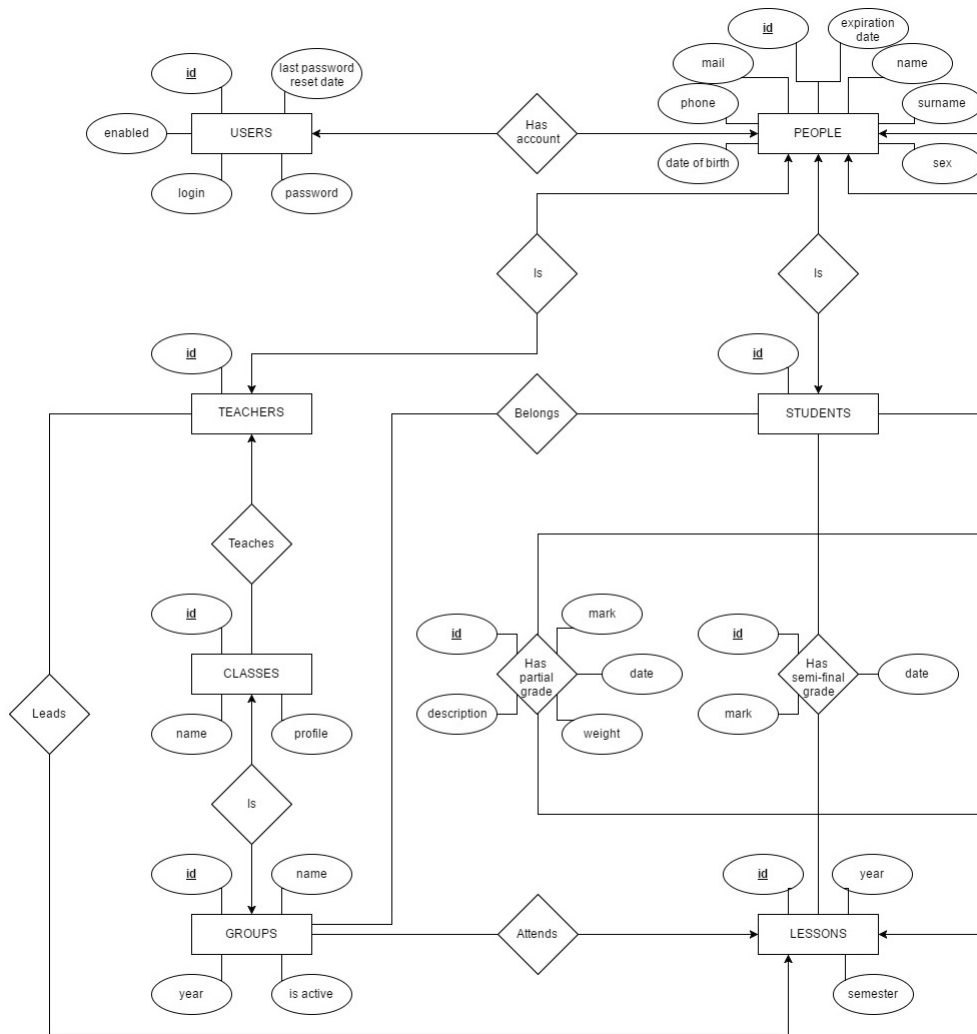 id
expiration
date
last password
reset date
id
mail
name
phone
surname
enabled
USERS
Has
account
PEOPLE
date of birth
sex
login
password
Is
Is
id
id
TEACHERS
Belongs
STUDENTS
Teaches
id
mark
id
id
CLASSES
Has
partial
grade
date
Has
semi-final
grade
date
Leads
description
mark
name
profile
weight
Is
id
name
id
year
GROUPS
Attends
LESSONS
year
is active
semester